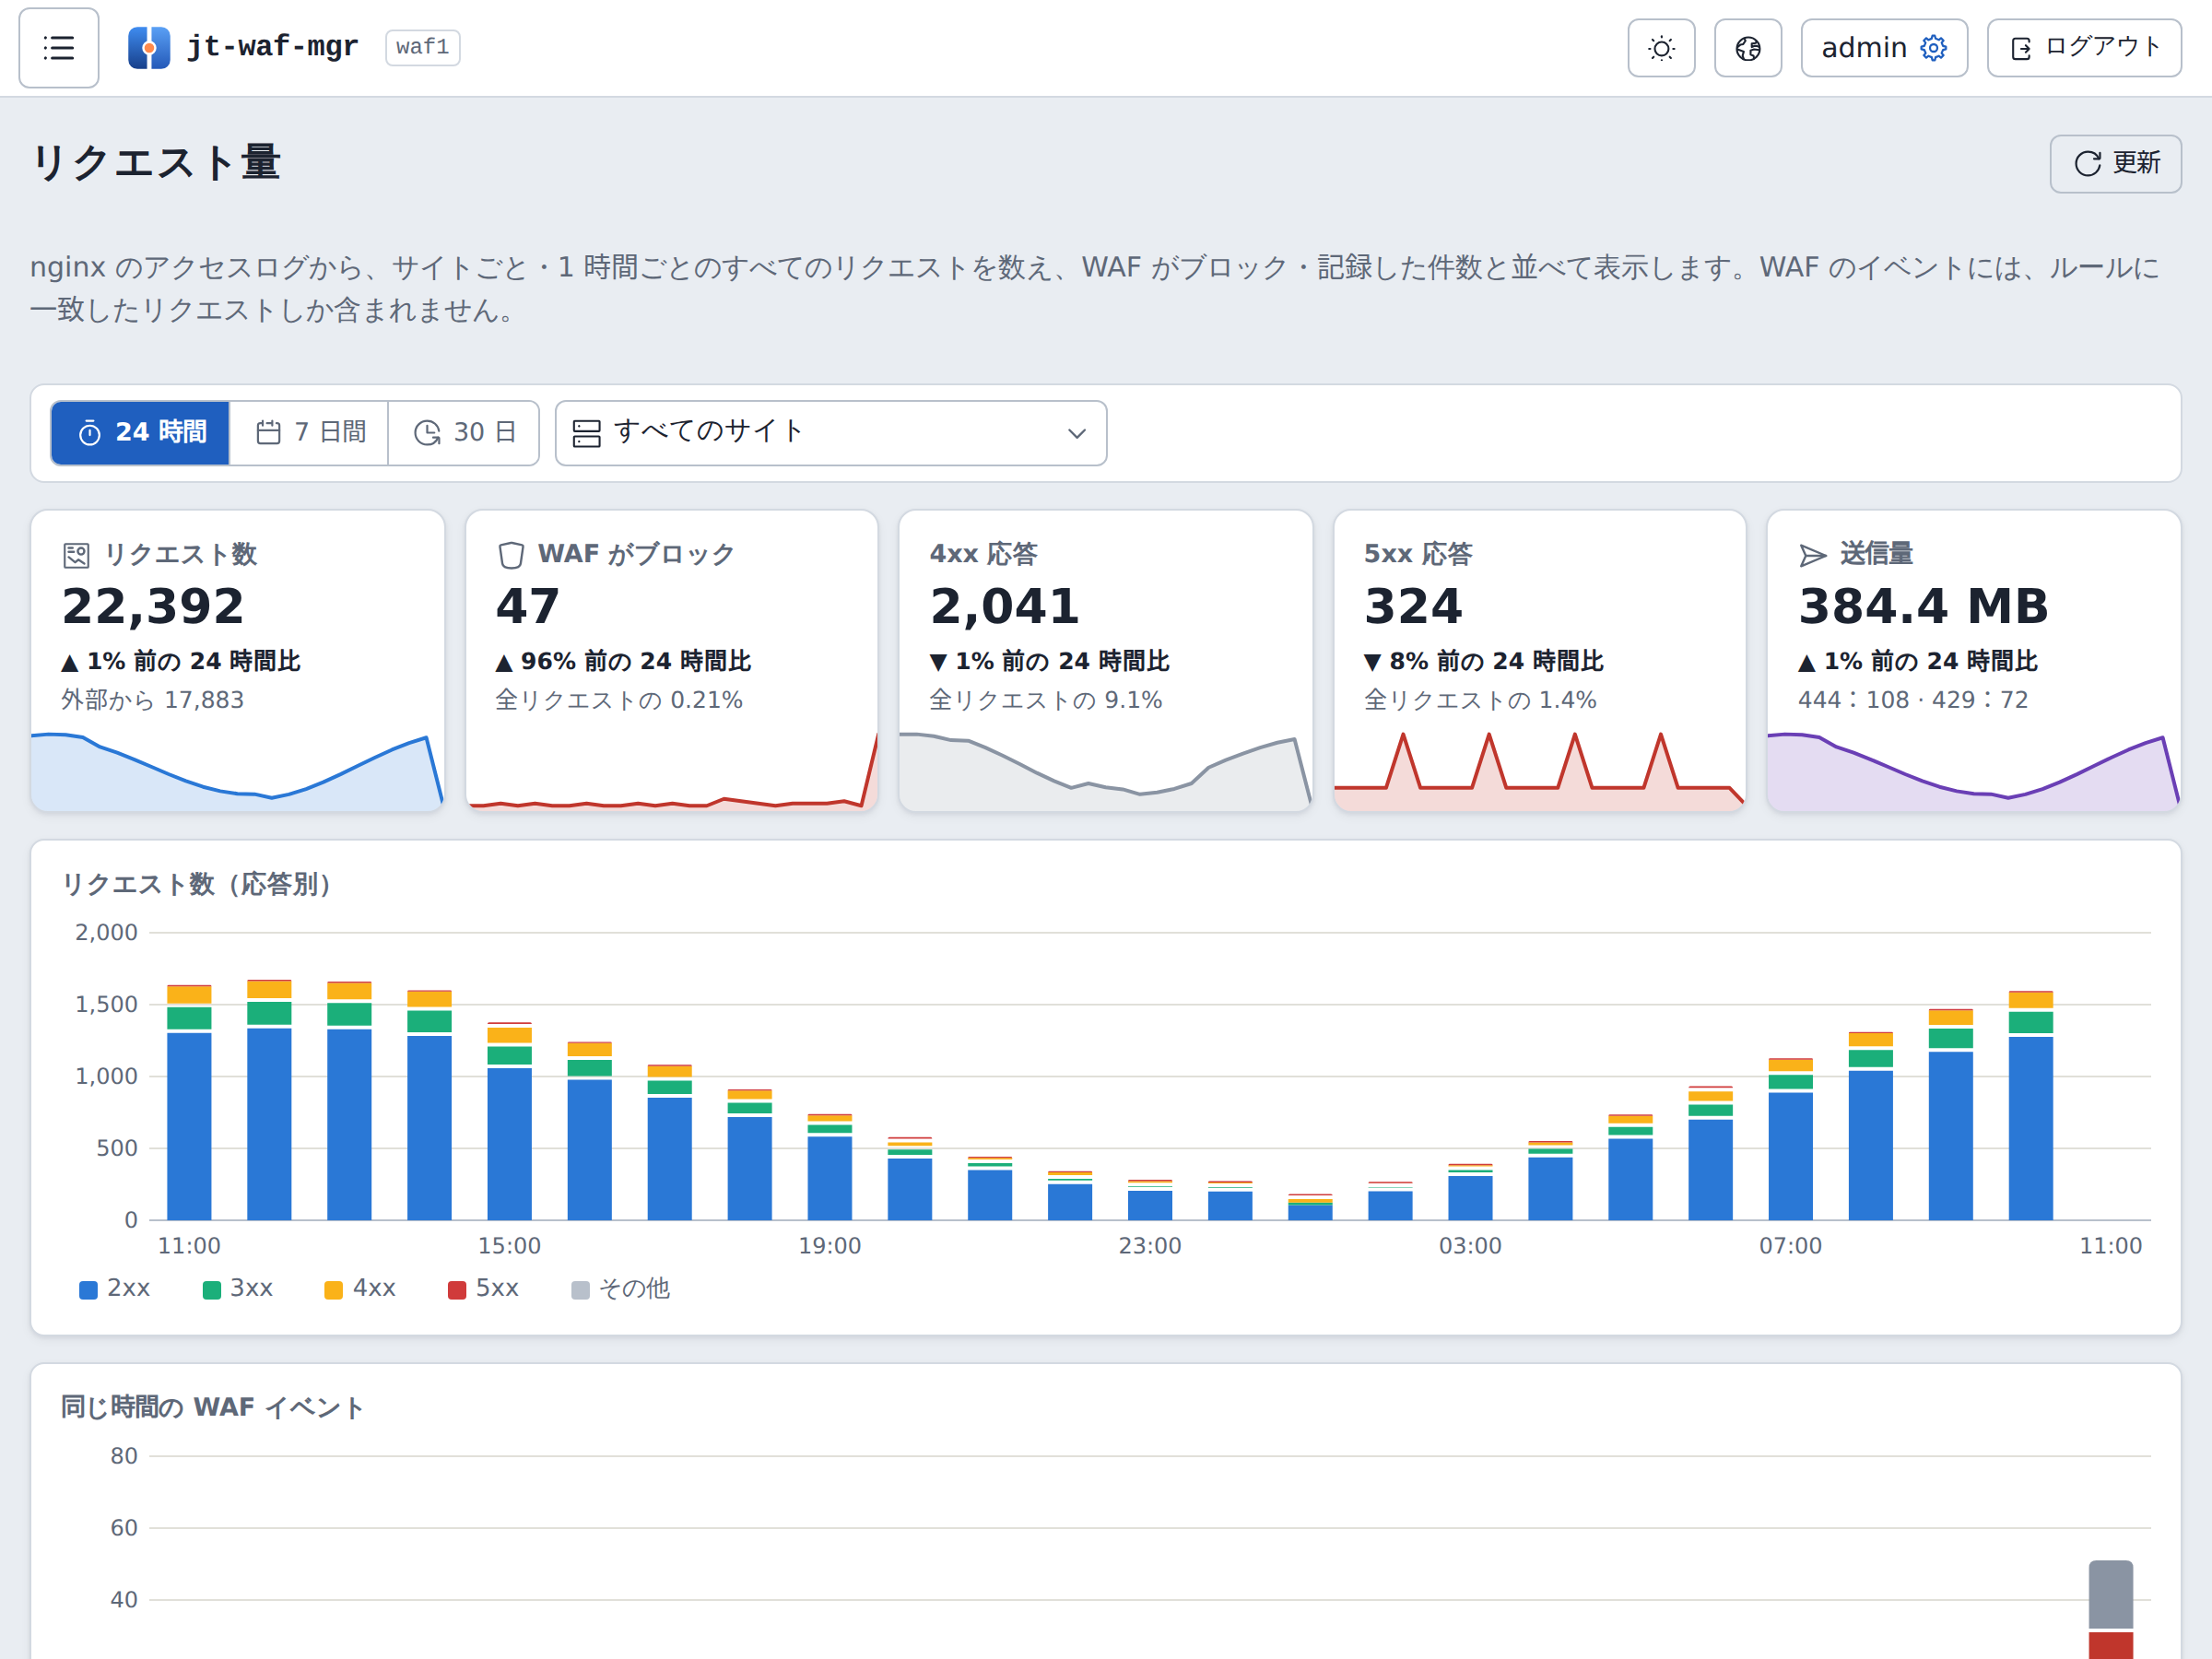 jt-waf-mgr waf1 admin ログアウト
リクエスト量 更新
nginx のアクセスログから、サイトごと・1 時間ごとのすべてのリクエストを数え、WAF がブロック・記録した件数と並べて表示します。WAF のイベントには、ルールに
一致したリクエストしか含まれません。
24 時間 7 日間 30 日 すべてのサイト
リクエスト数
22,392
▲ 1% 前の 24 時間比
外部から 17,883
WAF がブロック
47
▲ 96% 前の 24 時間比
全リクエストの 0.21%
4xx 応答
2,041
▼ 1% 前の 24 時間比
全リクエストの 9.1%
5xx 応答
324
▼ 8% 前の 24 時間比
全リクエストの 1.4%
送信量
384.4 MB
▲ 1% 前の 24 時間比
444：108 · 429：72
リクエスト数（応答別）
2,000
1,500
1,000
500
0
11:00 15:00 19:00 23:00 03:00 07:00 11:00
2xx 3xx 4xx 5xx その他
同じ時間の WAF イベント
80
60
40